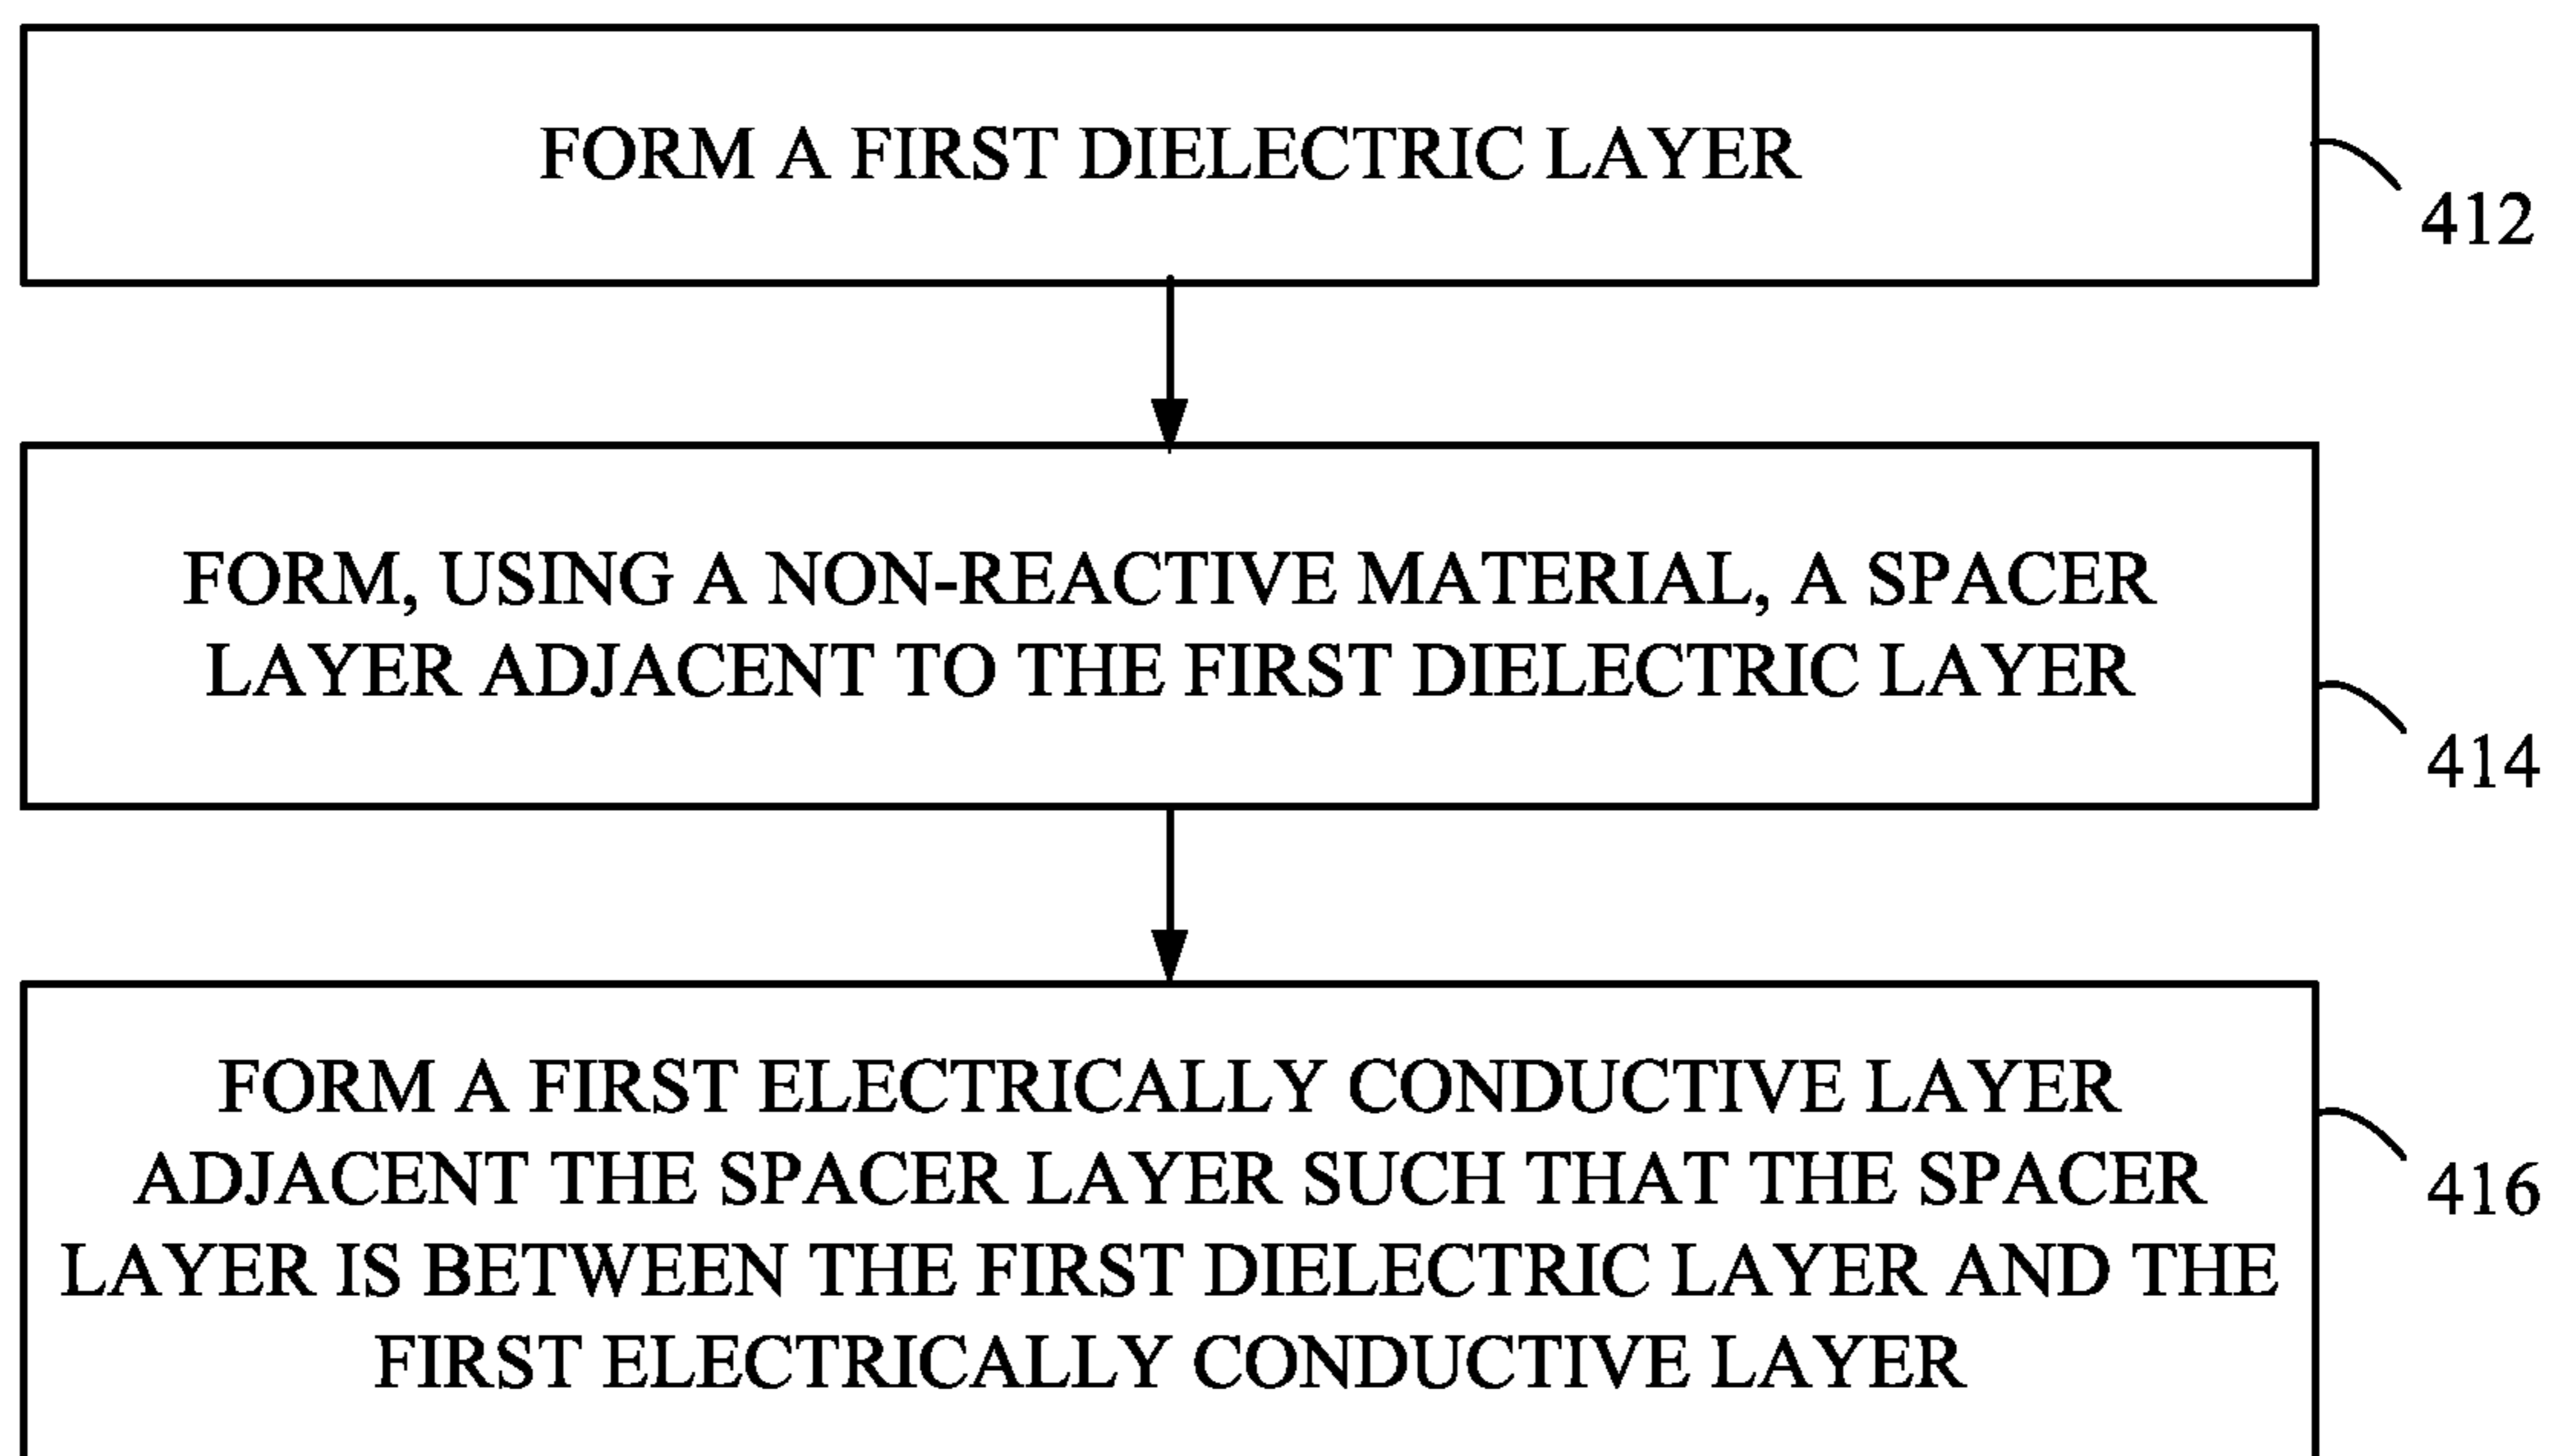 FORM A FIRST DIELECTRIC LAYER
412
FORM, USING A NON-REACTIVE MATERIAL, A SPACER
LAYER ADJACENT TO THE FIRST DIELECTRIC LAYER
414
FORM A FIRST ELECTRICALLY CONDUCTIVE LAYER
ADJACENT THE SPACER LAYER SUCH THAT THE SPACER
LAYER IS BETWEEN THE FIRST DIELECTRIC LAYER AND THE
FIRST ELECTRICALLY CONDUCTIVE LAYER
416